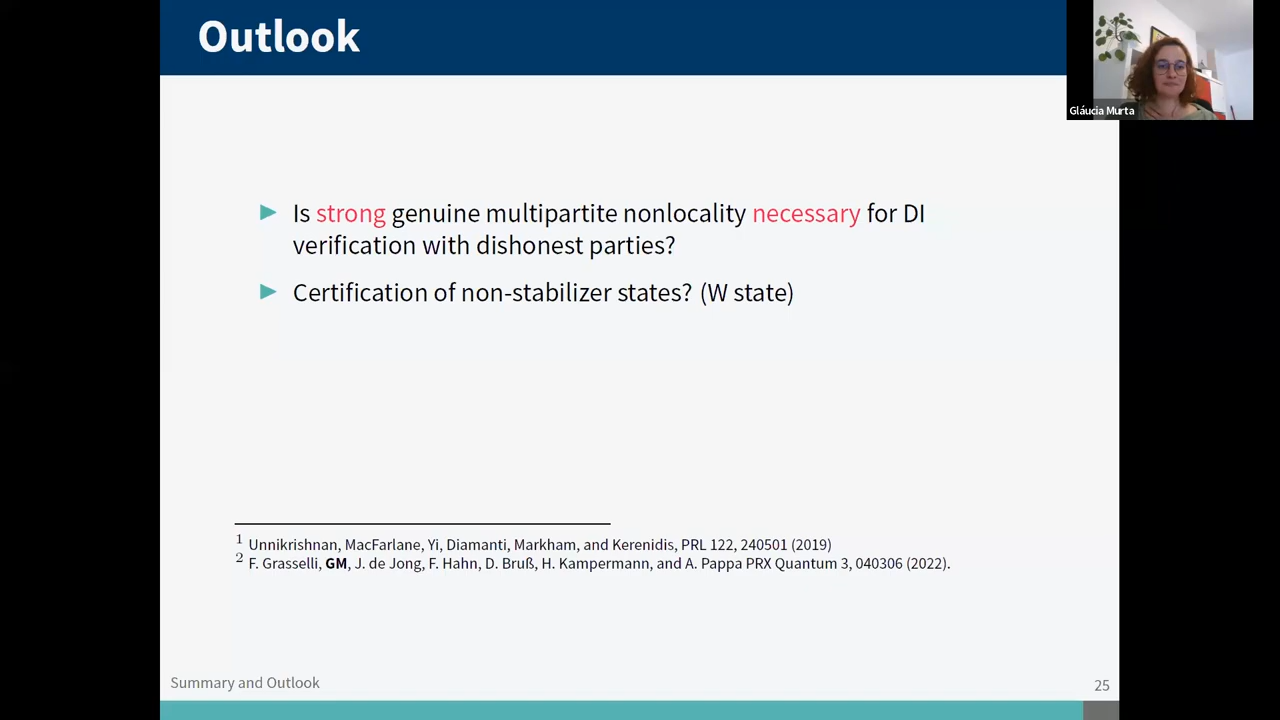 Outlook
Gláucia Murta
▶ Is strong genuine multipartite nonlocality necessary for DI
verification with dishonest parties?
▶ Certification of non-stabilizer states? (W state)
1 Unnikrishnan, MacFarlane, Yi, Diamanti, Markham, and Kerenidis, PRL 122, 240501 (2019)
2 F. Grasselli, GM, J. de Jong, F. Hahn, D. Bruß, H. Kampermann, and A. Pappa PRX Quantum 3, 040306 (2022).
Summary and Outlook
25